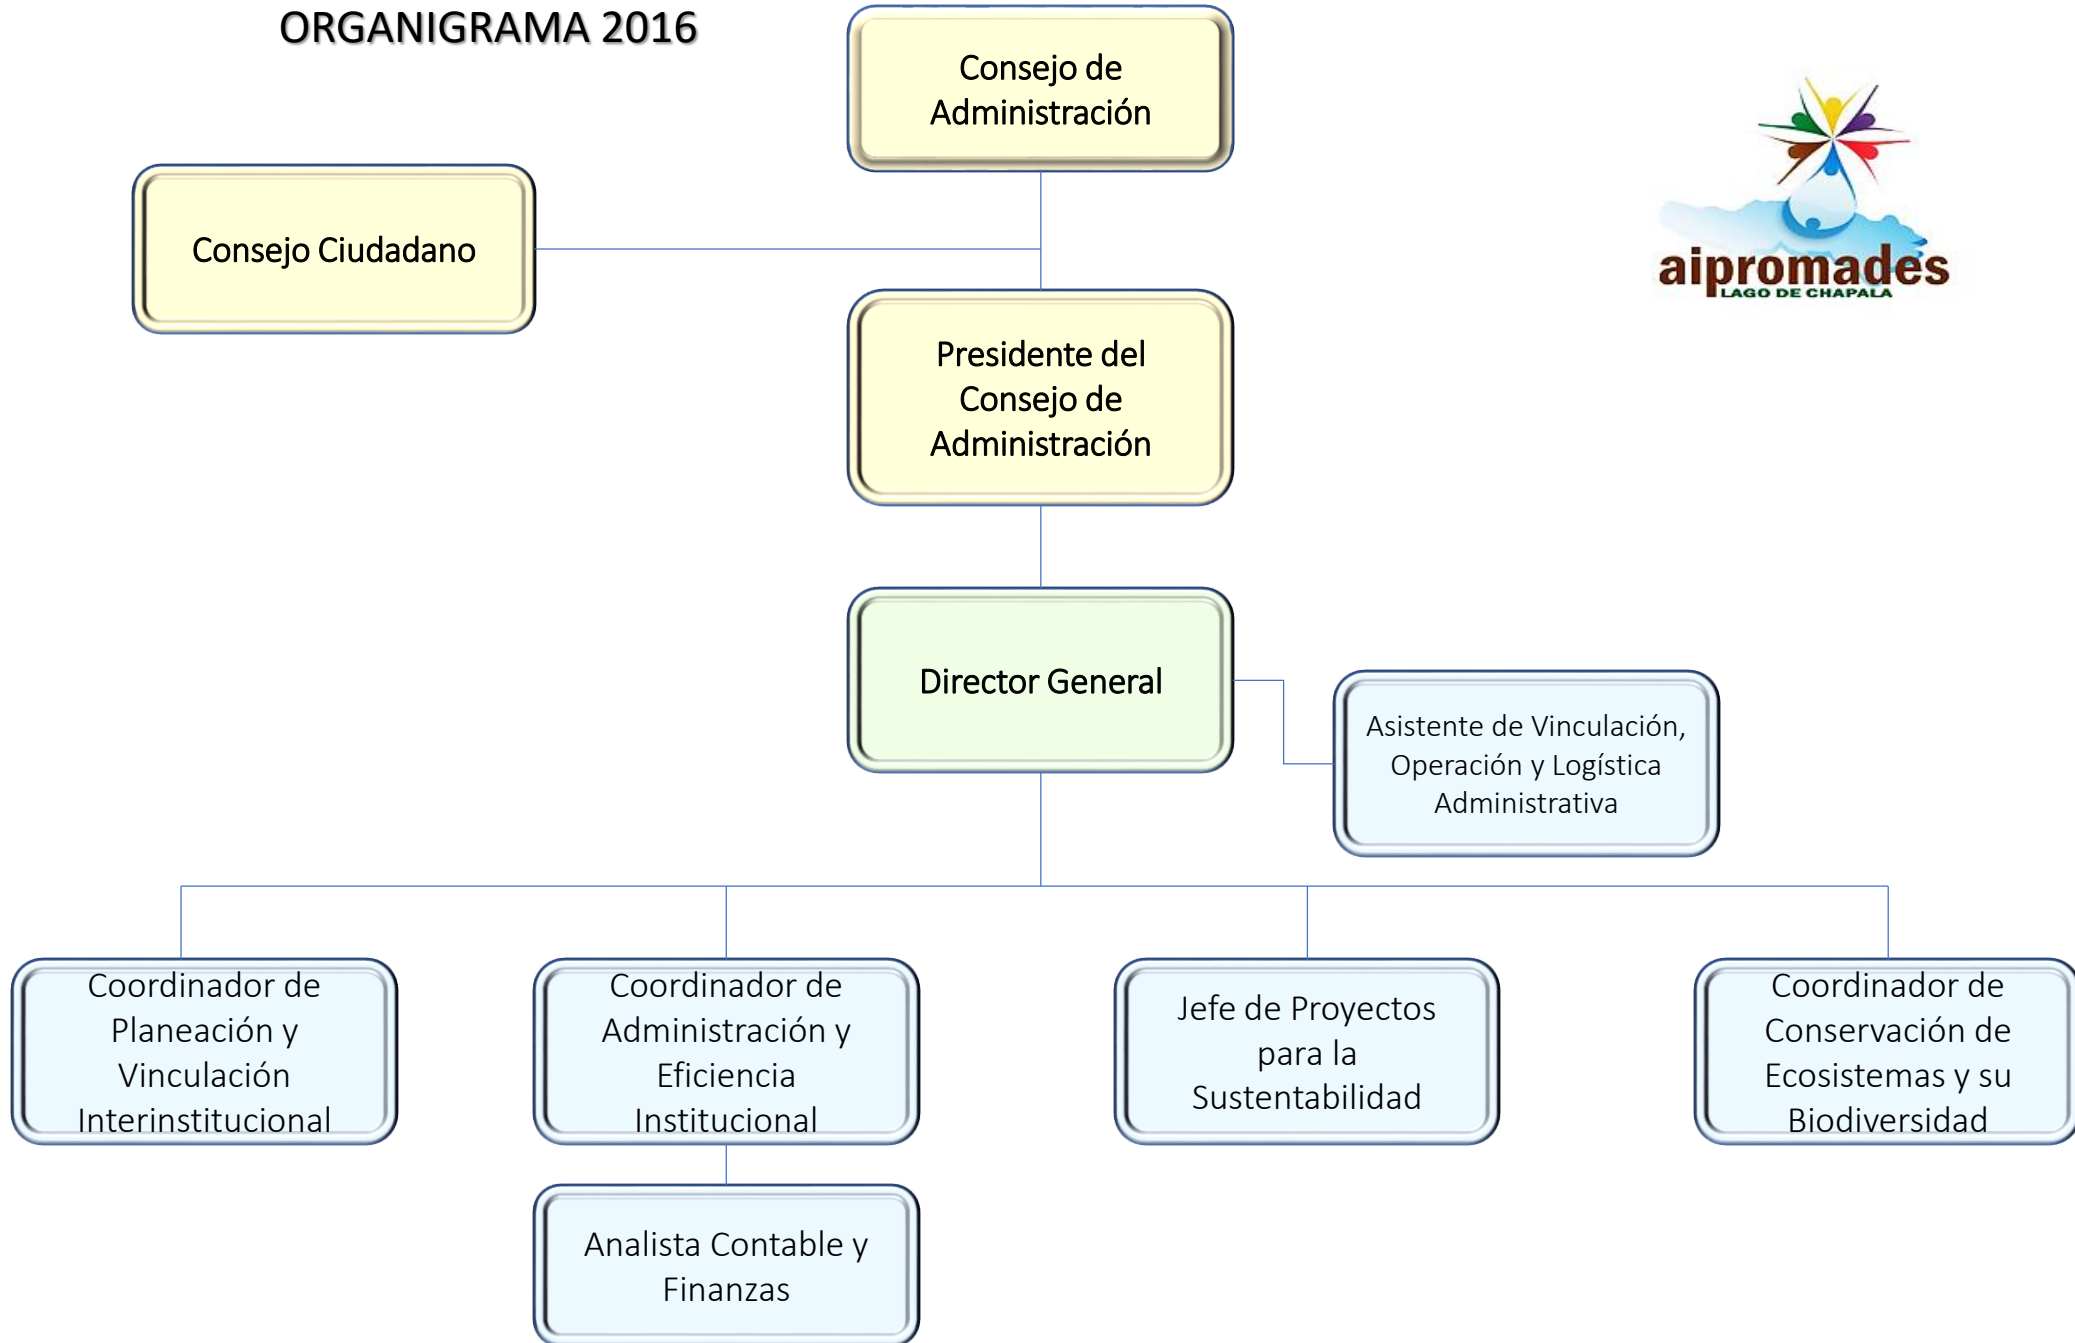 ORGANIGRAMA 2016
Consejo de
Administración
aipromades
LAGO DE CHAPALA
Consejo Ciudadano
Presidente del
Consejo de
Administración
Director General
Asistente de Vinculación,
Operación y Logística
Administrativa
Coordinador de
Planeación y
Vinculación
Interinstitucional
Coordinador de
Administración y
Eficiencia
Institucional
Jefe de Proyectos
para la
Sustentabilidad
Coordinador de
Conservación de
Ecosistemas y su
Biodiversidad
Analista Contable y
Finanzas